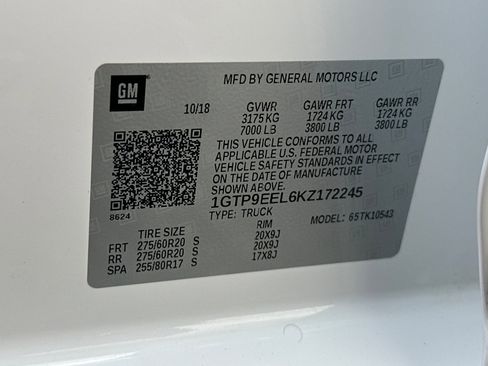 GM
MFD BY GENERAL MOTORS LLC
10/18 GVWR GAWR FRT GAWR RR
3175 KG 1724 KG 1724 KG
7000 LB 3800 LB 3800 LB
THIS VEHICLE CONFORMS TO ALL
APPLICABLE U.S. FEDERAL MOTOR
VEHICLE SAFETY STANDARDS IN EFFECT
ON THE DATE OF MANUFACTURE
SHOWN ABOVE.
1GTP9EEL6KZ172245
8624 TYPE: TRUCK MODEL: 65TK10543
TIRE SIZE RIM
FRT 275/60R20 S 20X9J
RR 275/60R20 S 20X9J
SPA 255/80R17 S 17X8J